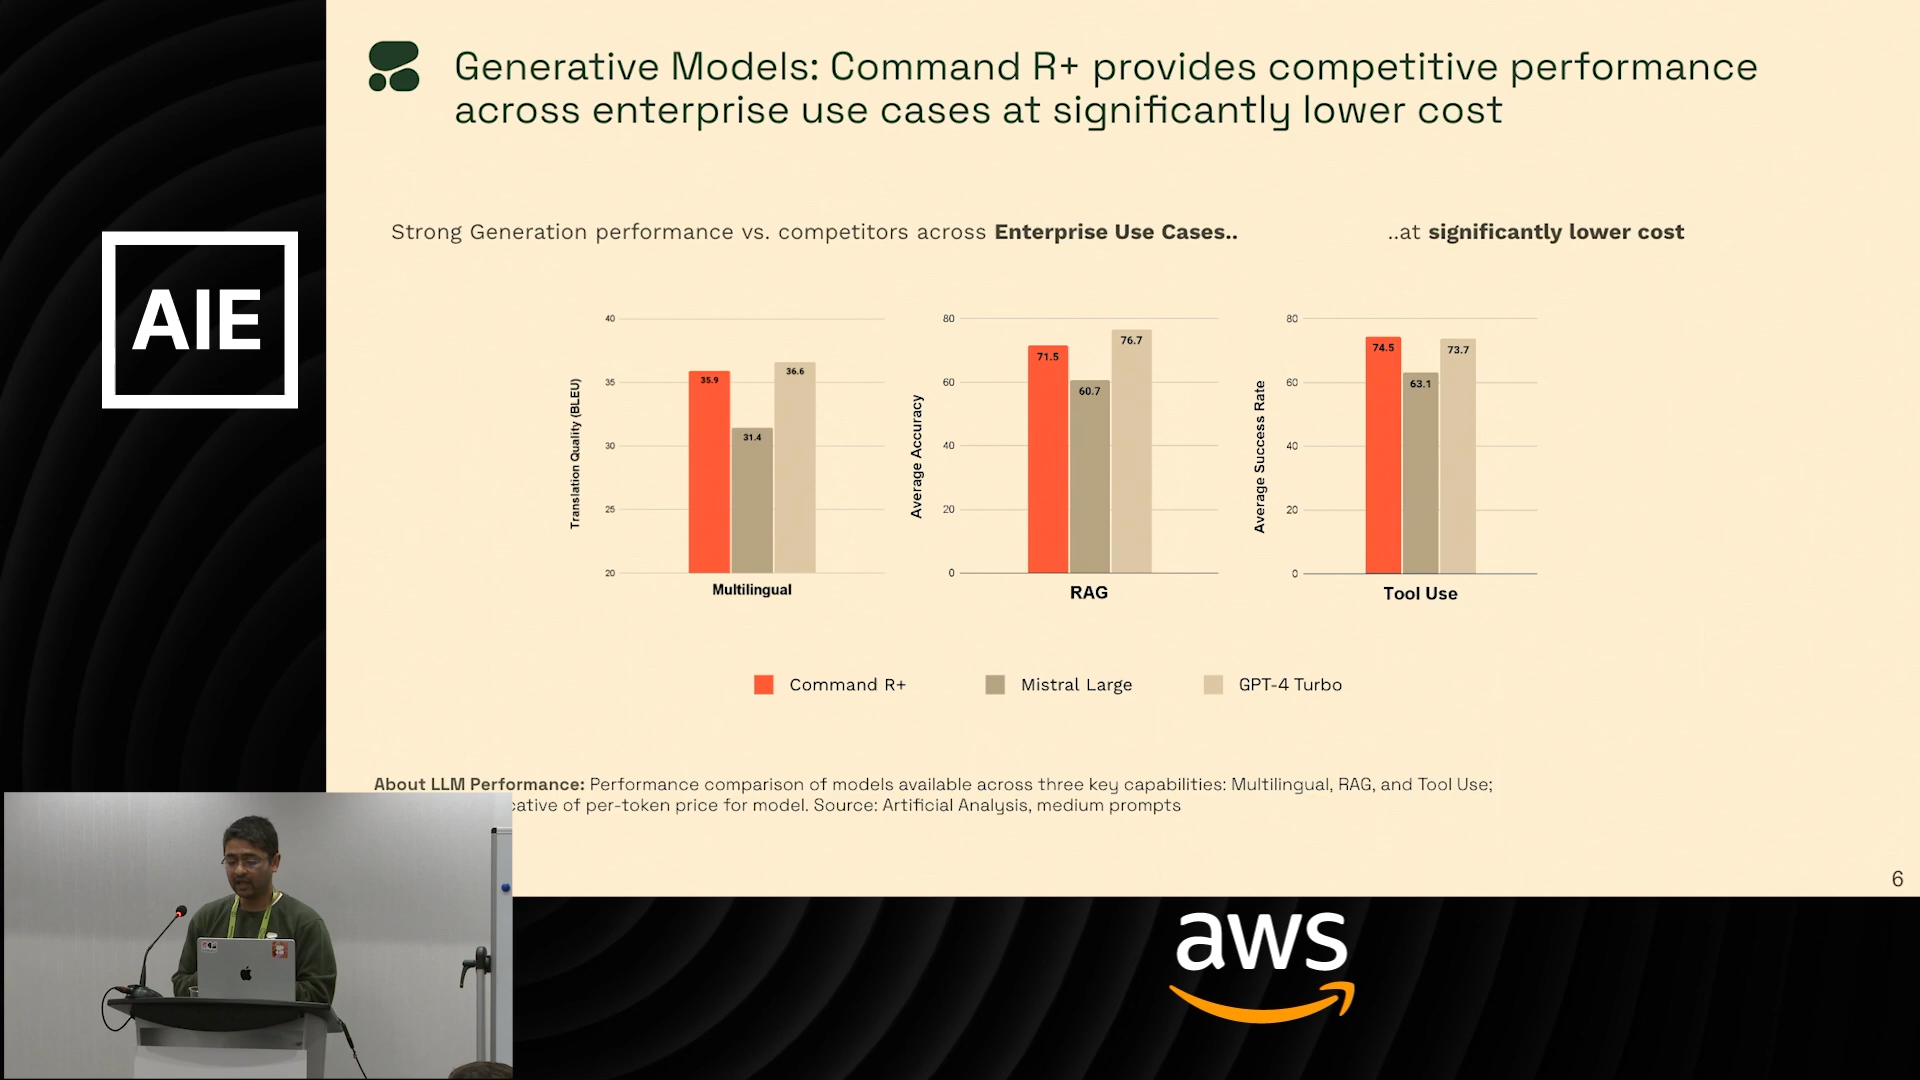 Generative Models: Command R+ provides competitive performance
across enterprise use cases at significantly lower cost
Strong Generation performance vs. competitors across Enterprise Use Cases..
..at significantly lower cost
AIE
Translation Quality (BLEU)
40
35
30
25
20
35.9
31.4
36.6
Multilingual
Average Accuracy
80
60
40
20
0
71.5
60.7
76.7
RAG
Average Success Rate
80
60
40
20
0
74.5
63.1
73.7
Tool Use
Command R+
Mistral Large
GPT-4 Turbo
About LLM Performance: Performance comparison of models available across three key capabilities: Multilingual, RAG, and Tool Use;
of per-token price for model. Source: Artificial Analysis, medium prompts
6
aws